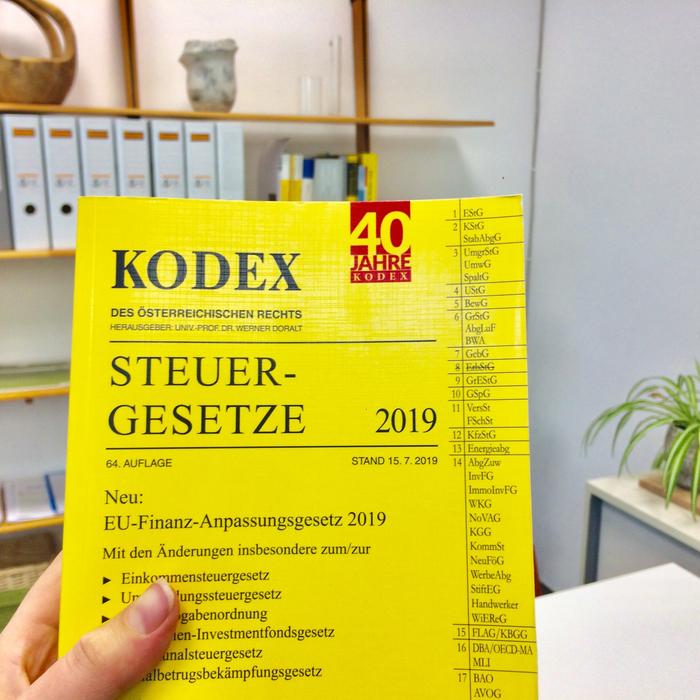 40
JAHRE
KODEX
KODEX
DES ÖSTERREICHISCHEN RECHTS
HERAUSGEBER: UNIV.-PROF. DR. WERNER DORALT
STEUER-
GESETZE 2019
64. AUFLAGE STAND 15. 7. 2019
Neu:
EU-Finanz-Anpassungsgesetz 2019
Mit den Änderungen insbesondere zum/zur
► Einkommensteuergesetz
►
►
►
1 EStG
2 KStG
StabAbgG
3 UmgrStG
UmwG
SpaltG
4 UStG
5 BewG
6 GrStG
AbgLuF
BWA
7 GebG
8 ErbStG
9 GrEStG
10 GSpG
11 VersSt
FSchSt
12 KfzStG
13 Energieabg
14 AbgZuw
InvFG
ImmoInvFG
WKG
NoVAG
KGG
KommSt
NeuFöG
WerbeAbg
StiftEG
Handwerker
WiEReG
15 FLAG/KBGG
16 DBA/OECD-MA
MLI
17 BAO
AVOG